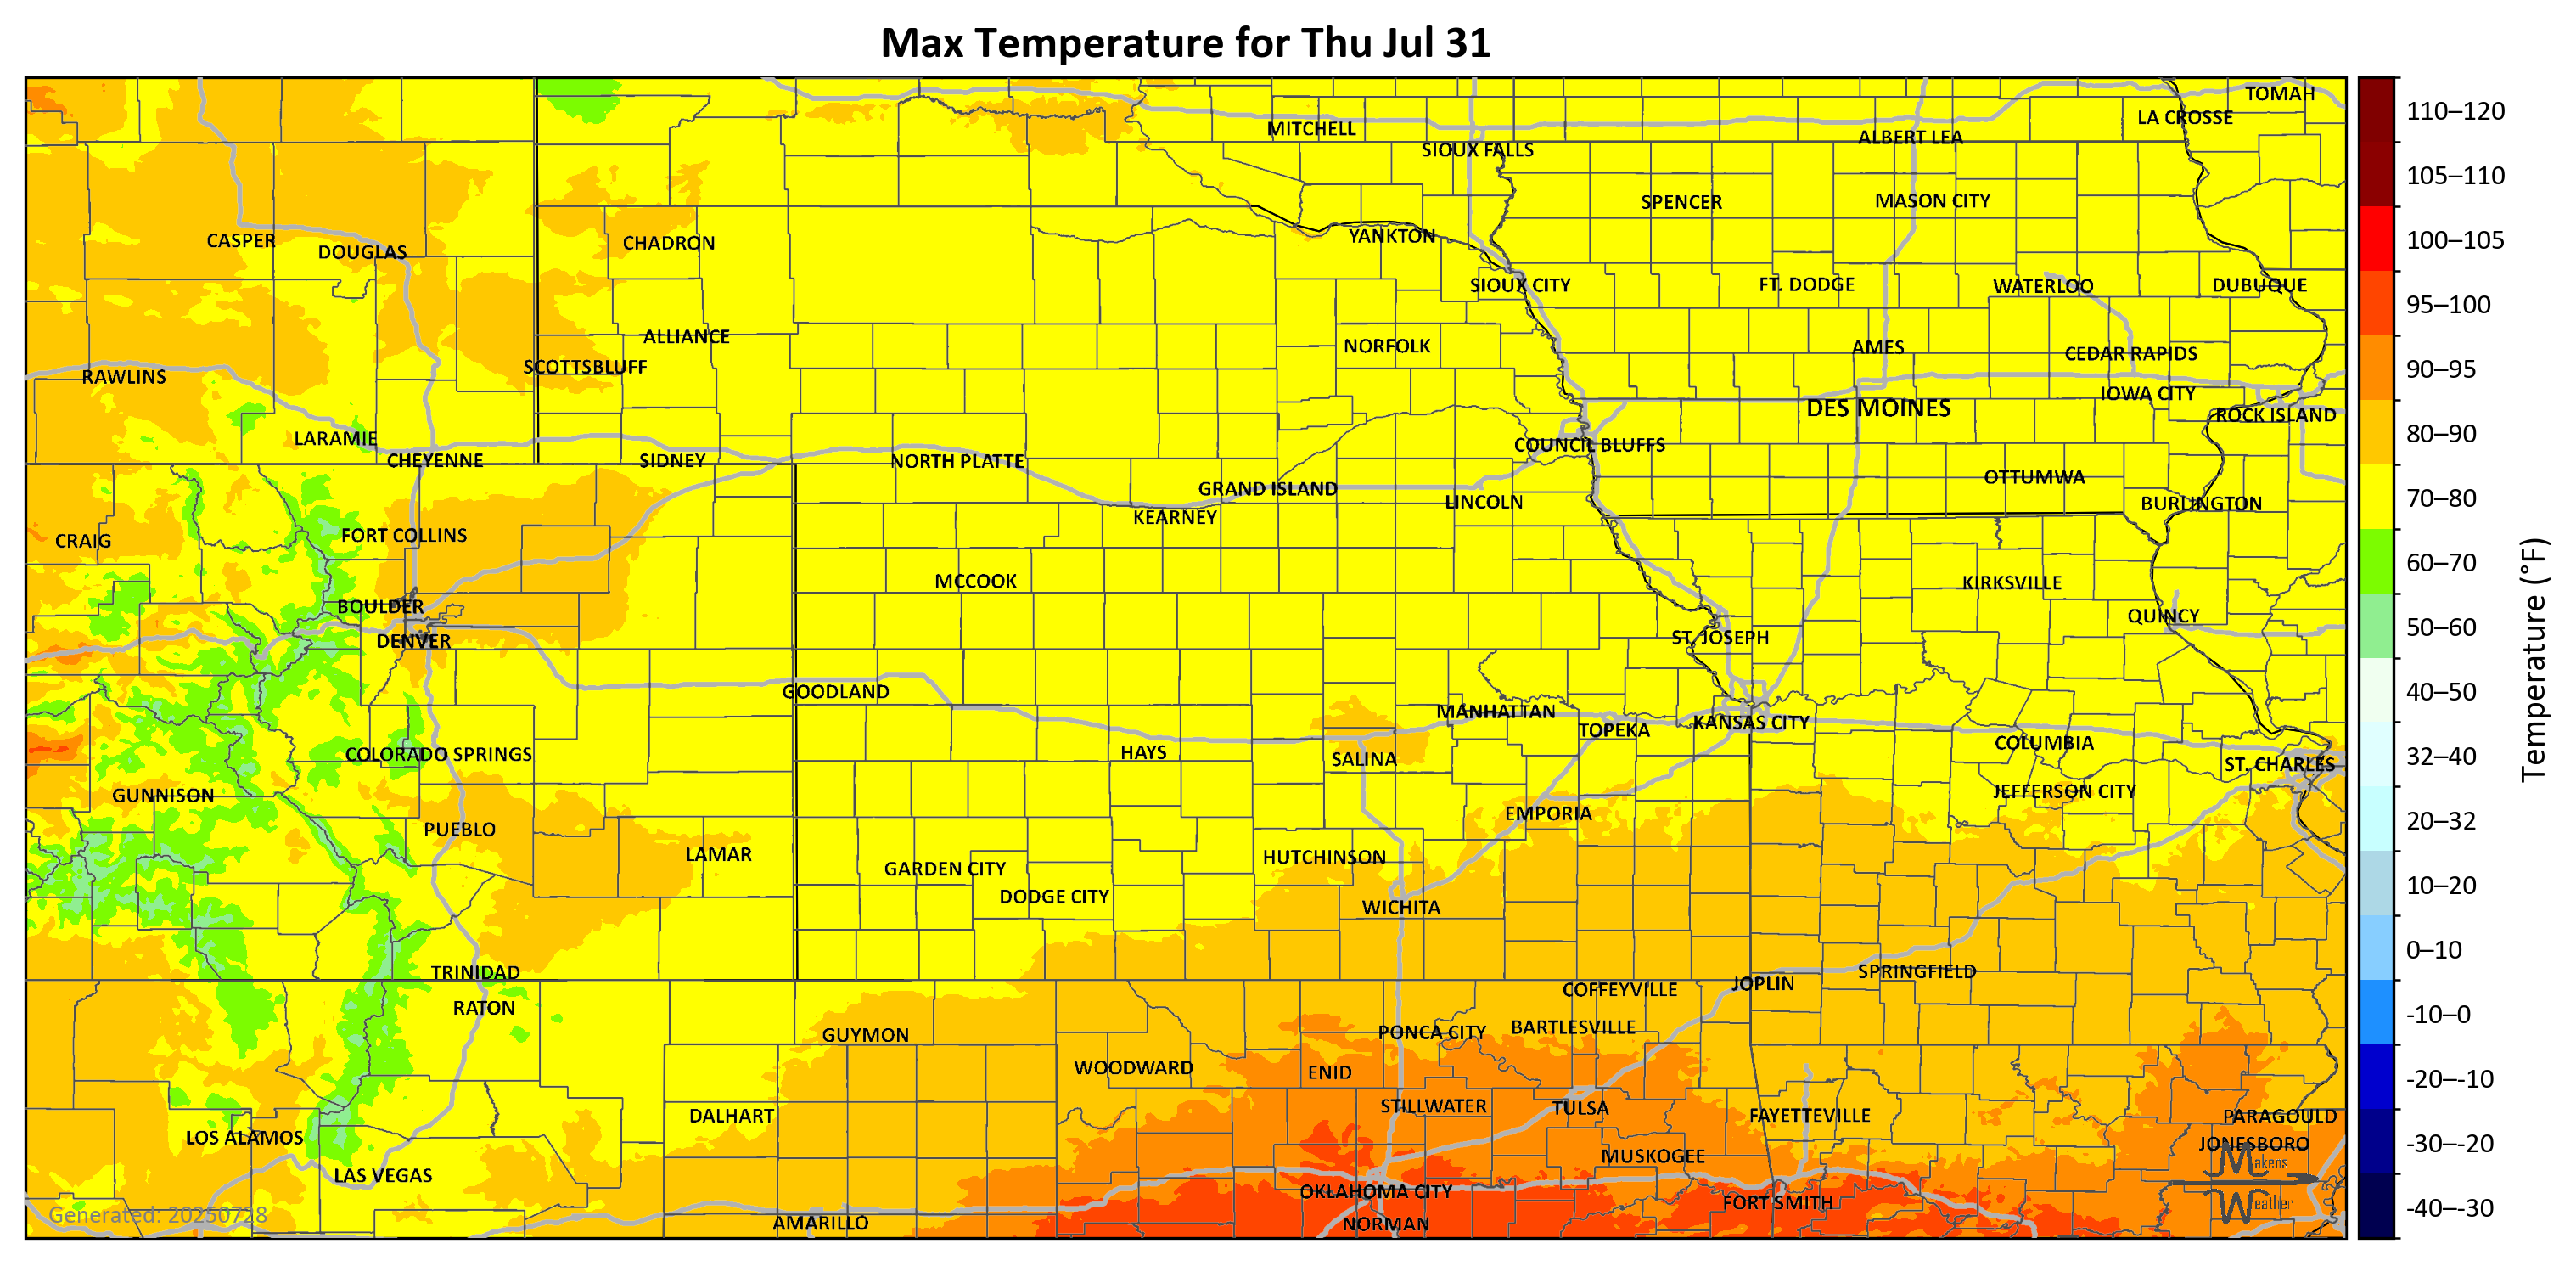 Max Temperature for Thu Jul 31
TOMAH
LA CROSSE
MITCHELL
ALBERT LEA
SIOUX FALLS
SPENCER
MASON CITY
CASPER
DOUGLAS
CHADRON
YANKTON
SIOUX CITY
FT. DODGE
WATERLOO
DUBUQUE
ALLIANCE
NORFOLK
AMES
CEDAR RAPIDS
SCOTTSBLUFF
RAWLINS
IOWA CITY
DES MOINES
ROCK ISLAND
LARAMIE
COUNCIL BLUFFS
CHEYENNE
SIDNEY
NORTH PLATTE
OTTUMWA
GRAND ISLAND
LINCOLN
BURLINGTON
KEARNEY
FORT COLLINS
CRAIG
MCCOOK
KIRKSVILLE
BOULDER
QUINCY
DENVER
ST. JOSEPH
GOODLAND
MANHATTAN
TOPEKA
KANSAS CITY
COLUMBIA
COLORADO SPRINGS
HAYS
SALINA
ST. CHARLES
GUNNISON
JEFFERSON CITY
EMPORIA
PUEBLO
LAMAR
HUTCHINSON
GARDEN CITY
DODGE CITY
WICHITA
TRINIDAD
SPRINGFIELD
JOPLIN
COFFEYVILLE
RATON
GUYMON
PONCA CITY
BARTLESVILLE
WOODWARD
ENID
DALHART
STILLWATER
TULSA
FAYETTEVILLE
PARAGOULD
LOS ALAMOS
JONESBORO
MUSKOGEE
LAS VEGAS
OKLAHOMA CITY
FORT SMITH
AMARILLO
NORMAN
Makens
Weather
Generated: 20250728
110–120
105–110
100–105
95–100
90–95
80–90
70–80
60–70
50–60
40–50
32–40
20–32
10–20
0–10
-10–0
-20–-10
-30–-20
-40–-30
Temperature (°F)